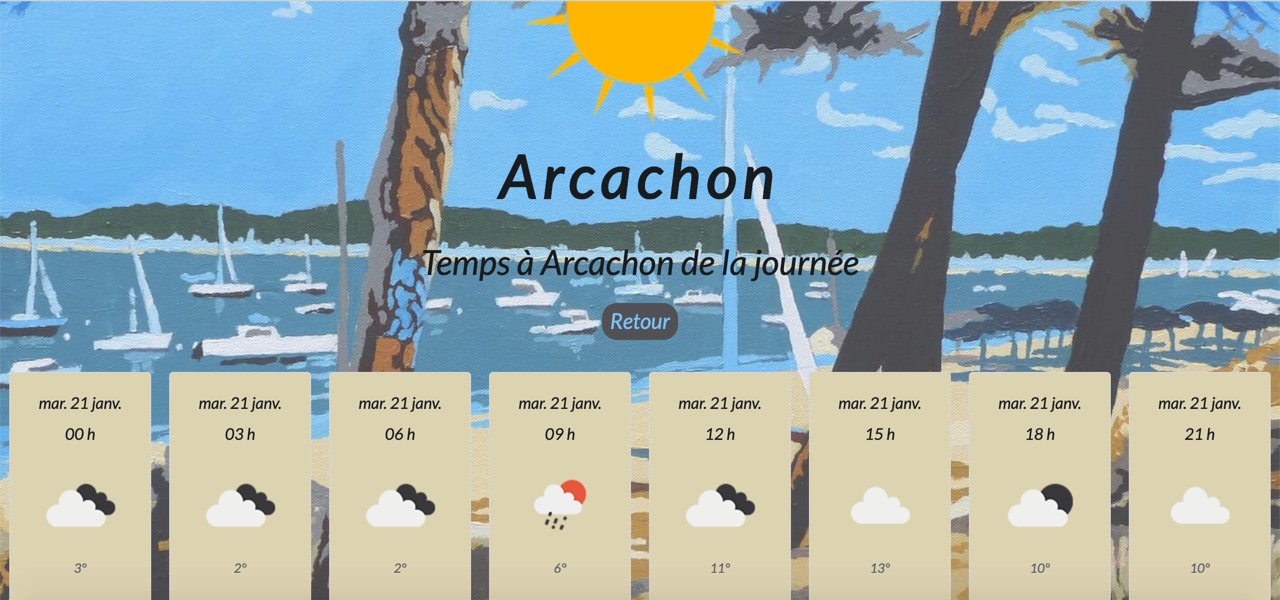 Arcachon
Temps à Arcachon de la journée
Retour
mar. 21 janv.
00 h
3°
mar. 21 janv.
03 h
2°
mar. 21 janv.
06 h
2°
mar. 21 janv.
09 h
6°
mar. 21 janv.
12 h
11°
mar. 21 janv.
15 h
13°
mar. 21 janv.
18 h
10°
mar. 21 janv.
21 h
10°